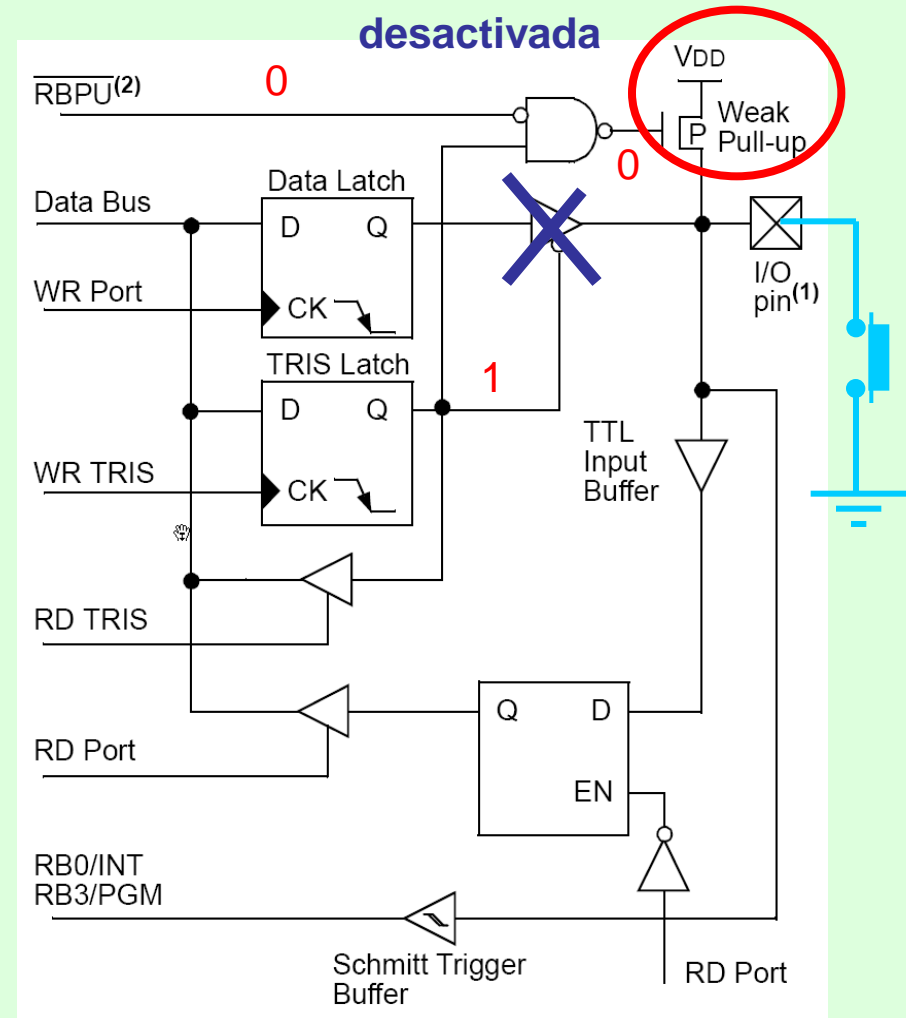 desactivada
VDD
RBPU(2)
0
Weak
P
Pull-up
0
Data Latch
Data Bus
D
Q
I/O
pin(1)
WR Port
CK
TRIS Latch
1
D
Q
TTL
Input
Buffer
WR TRIS
CK
RD TRIS
Q
D
RD Port
EN
RB0/INT
RB3/PGM
Schmitt Trigger
Buffer
RD Port